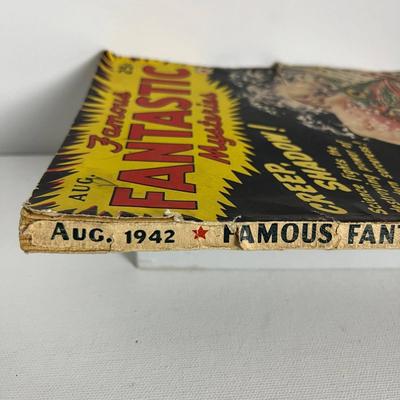 25¢
AUG.
Famous
FANTASTIC
Mysteries
CREEP
SHADOW!
AUG. 1942 ★ FAMOUS FANT